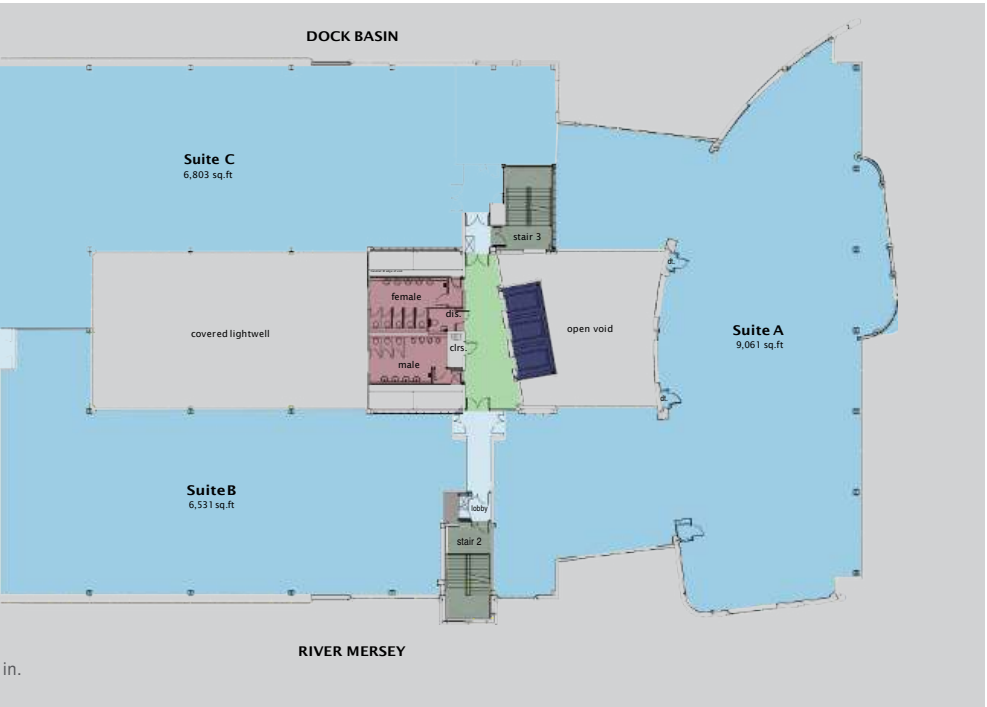 DOCK BASIN
Suite C
6,803 sq.ft
stair 3
female
dis.
covered lightwell
open void
Suite A
9,061 sq.ft
clrs.
male
Suite B
6,531 sq.ft
lobby
stair 2
RIVER MERSEY
in.